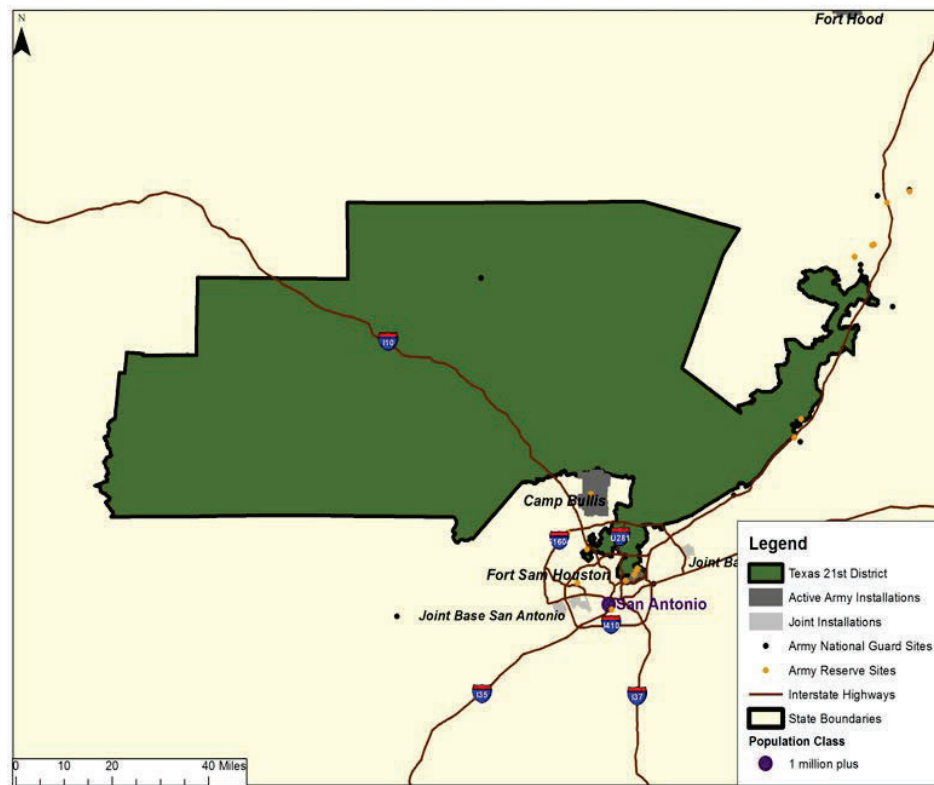 N
Fort Hood
I10
Camp Bullis
S1604
U281
Joint Ba
Fort Sam Houston
San Antonio
Joint Base San Antonio
I410
I35
I37
Legend
Texas 21st District
Active Army Installations
Joint Installations
Army National Guard Sites
Army Reserve Sites
Interstate Highways
State Boundaries
Population Class
1 million plus
0 10 20 40 Miles